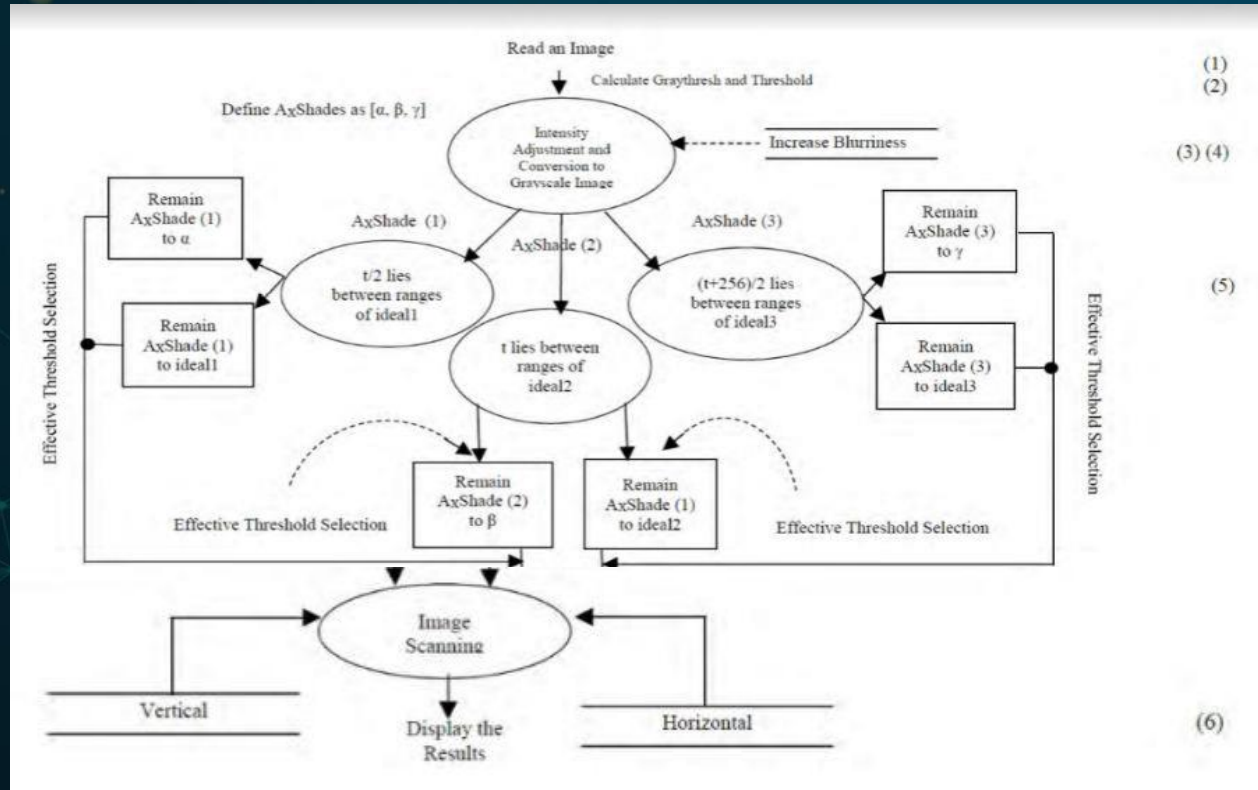 Read an Image
(1)
Calculate Graythresh and Threshold
(2)
Define AxShades as [α, β, γ]
Intensity
Adjustment and
Conversion to
Grayscale Image
Increase Blurriness
(3) (4)
Remain
AxShade (1)
to α
AxShade (1)
AxShade (2)
AxShade (3)
Remain
AxShade (3)
to γ
t/2 lies
between ranges
of ideal1
(t+256)/2 lies
between ranges
of ideal3
(5)
Effective Threshold Selection
Remain
AxShade (1)
to ideal1
t lies between
ranges of
ideal2
Remain
AxShade (3)
to ideal3
Effective Threshold Selection
Remain
AxShade (2)
to β
Remain
AxShade (1)
to ideal2
Effective Threshold Selection
Effective Threshold Selection
Image
Scanning
Vertical
Horizontal
(6)
Display the
Results